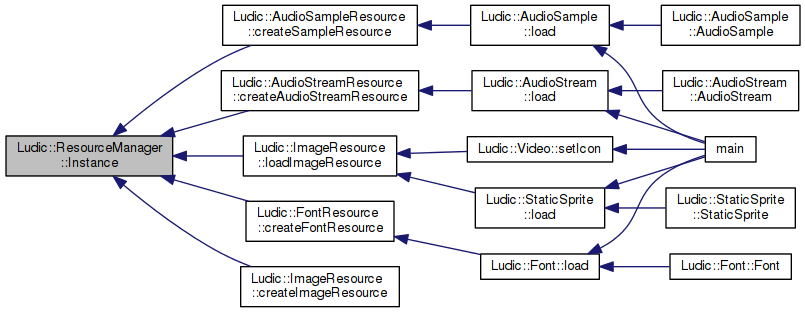 Ludic::ResourceManager
::Instance
Ludic::AudioSampleResource
::createSampleResource
Ludic::AudioSample
::load
Ludic::AudioSample
::AudioSample
Ludic::AudioStreamResource
::createAudioStreamResource
Ludic::AudioStream
::load
Ludic::AudioStream
::AudioStream
Ludic::ImageResource
::loadImageResource
Ludic::Video::setIcon
main
Ludic::StaticSprite
::load
Ludic::StaticSprite
::StaticSprite
Ludic::FontResource
::createFontResource
Ludic::Font::load
Ludic::Font::Font
Ludic::ImageResource
::createImageResource